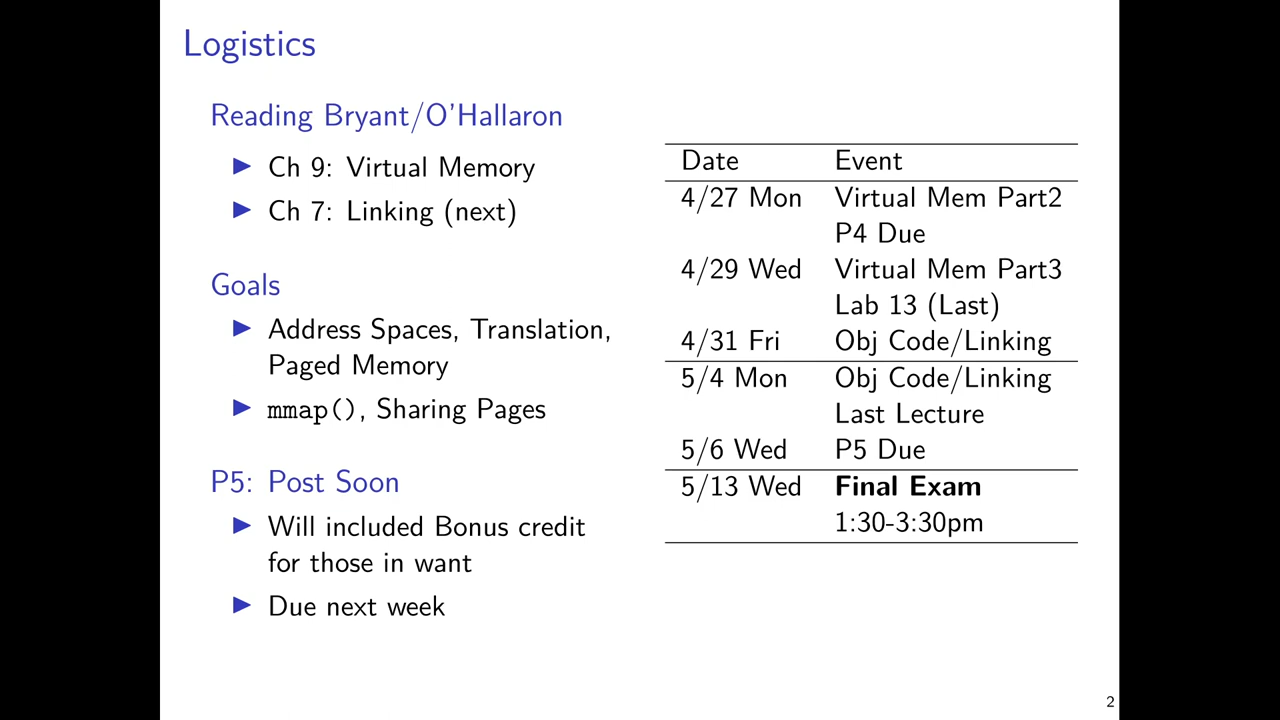 Logistics
Reading Bryant/O'Hallaron
▶ Ch 9: Virtual Memory
▶ Ch 7: Linking (next)
Goals
▶ Address Spaces, Translation,
Paged Memory
▶ mmap(), Sharing Pages
P5: Post Soon
▶ Will included Bonus credit
for those in want
▶ Due next week
Date Event
4/27 Mon Virtual Mem Part2
P4 Due
4/29 Wed Virtual Mem Part3
Lab 13 (Last)
4/31 Fri Obj Code/Linking
5/4 Mon Obj Code/Linking
Last Lecture
5/6 Wed P5 Due
5/13 Wed Final Exam
1:30-3:30pm
2